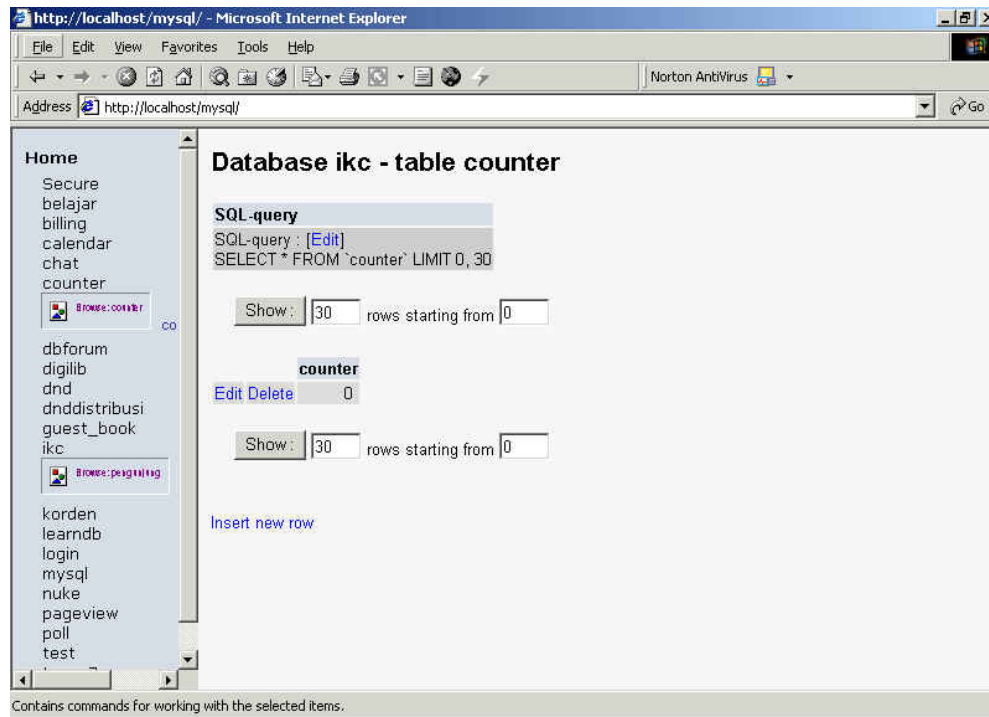 http://localhost/mysql/ - Microsoft Internet Explorer
File Edit View Favorites Tools Help
Norton AntiVirus
Address http://localhost/mysql/ Go
Home
Secure
belajar
billing
calendar
chat
counter
Browse: counter
co
dbforum
digilib
dnd
dnddistribusi
guest_book
ikc
korden
learndb
login
mysql
nuke
pageview
poll
test
Database ikc - table counter
SQL-query
SQL-query : [Edit]
SELECT * FROM `counter` LIMIT 0, 30
Show : 30 rows starting from 0
counter
Edit Delete 0
Show : 30 rows starting from 0
Insert new row
Contains commands for working with the selected items.